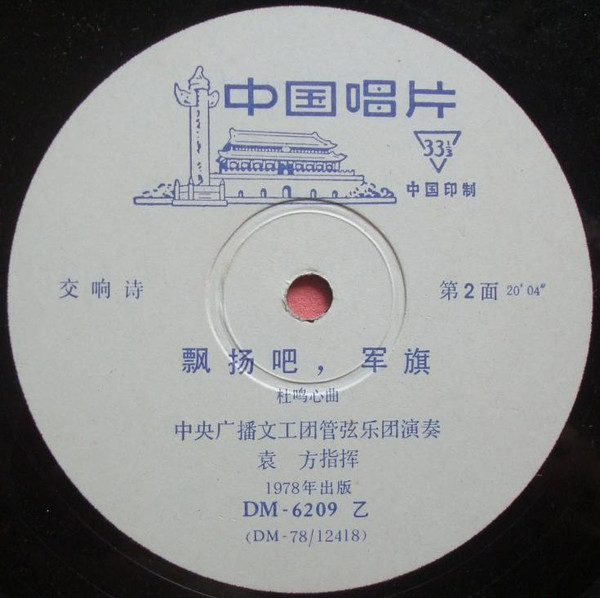 中国唱片
33⅓
中国印制
交响诗
第2面 20′04″
飘扬吧，军旗
杜鸣心曲
中央广播文工团管弦乐团演奏
袁 方指挥
1978年出版
DM-6209 乙
(DM-78/12418)